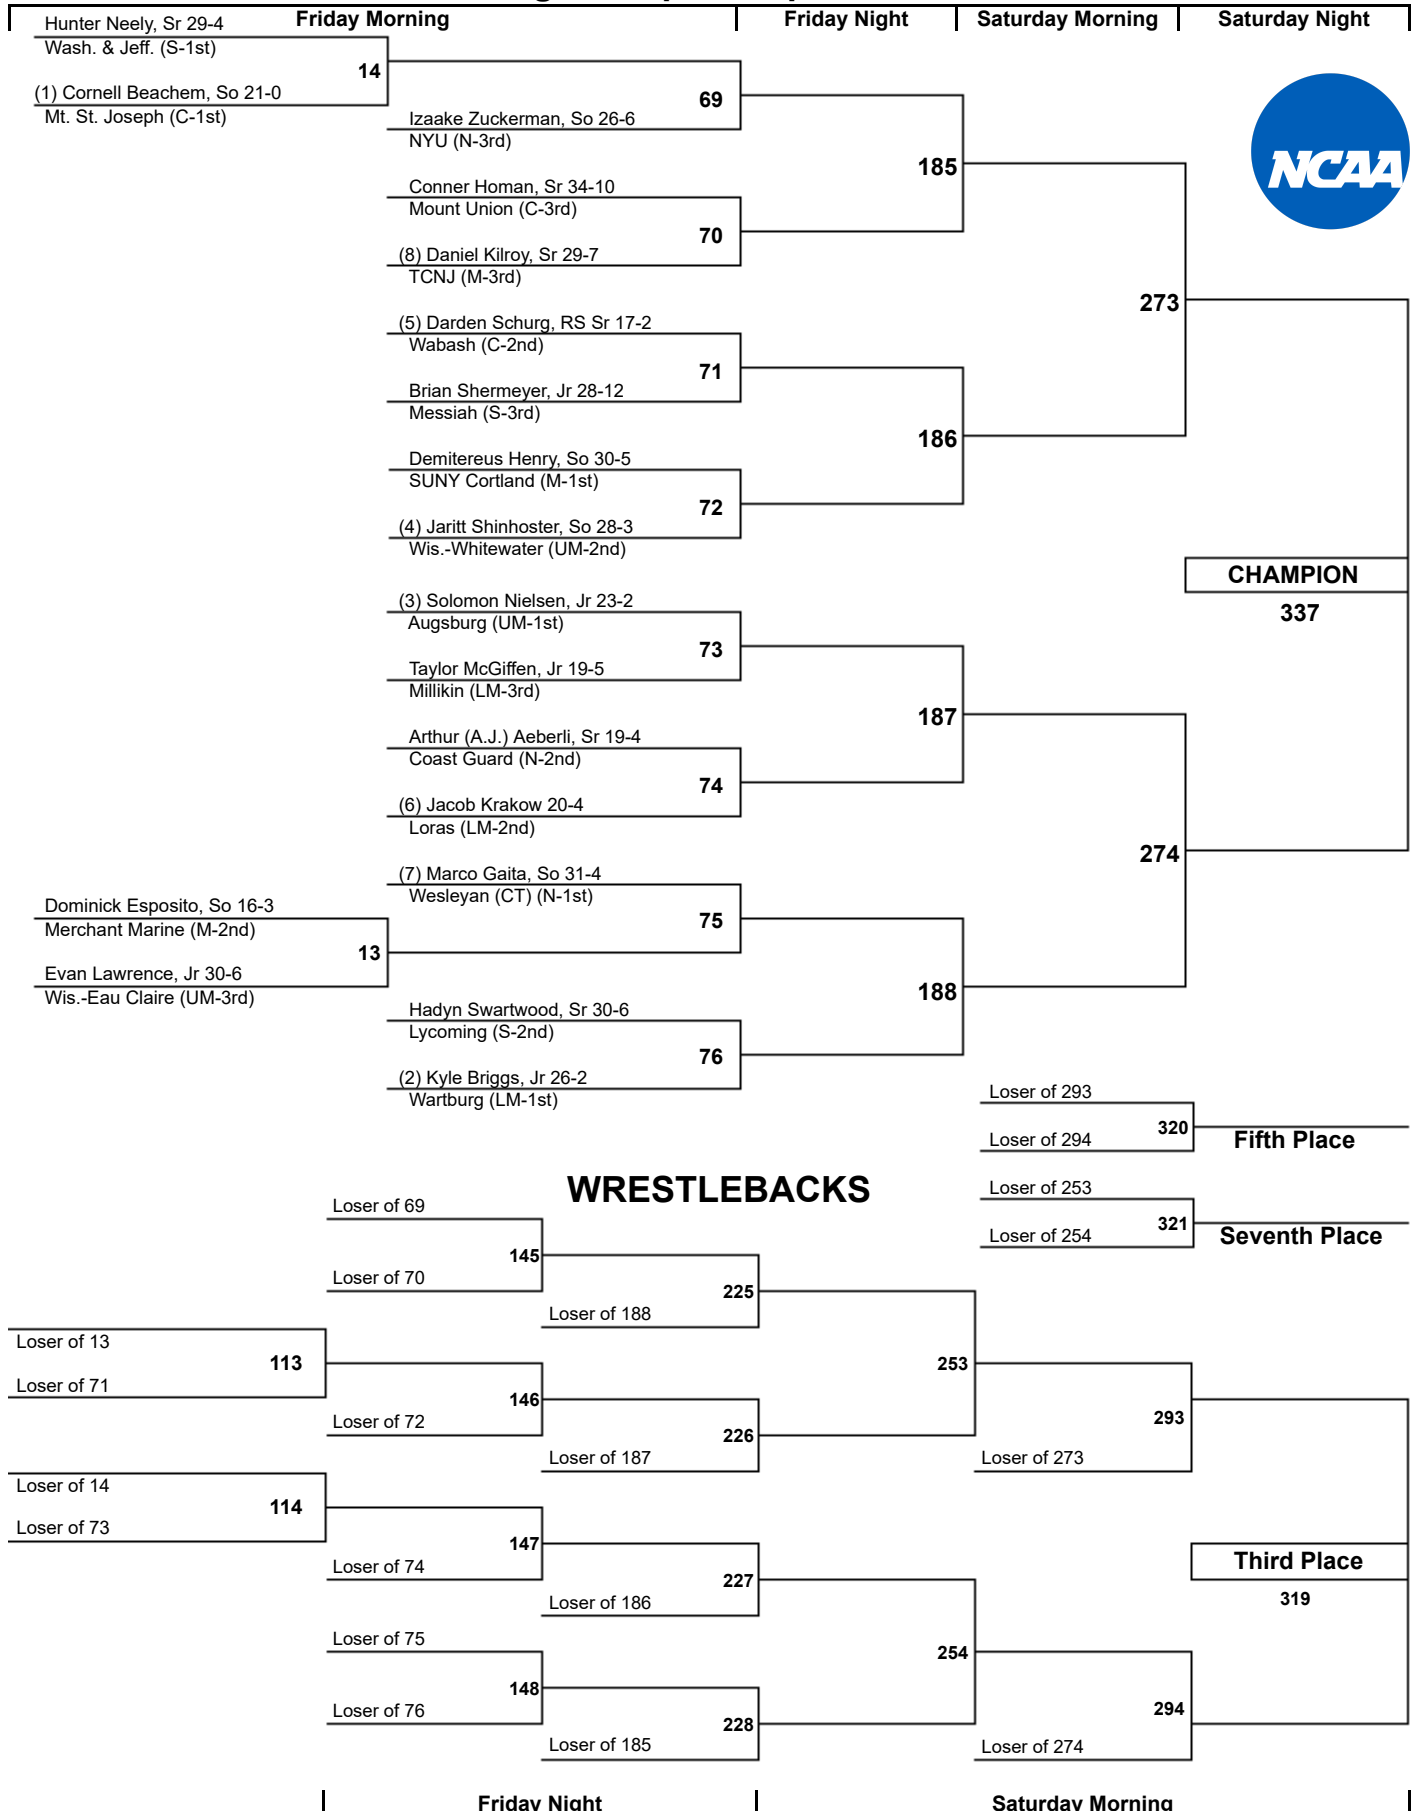 Friday Morning
Friday Night
Saturday Morning
Saturday Night
Hunter Neely, Sr 29-4
Wash. & Jeff. (S-1st)
14
(1) Cornell Beachem, So 21-0
Mt. St. Joseph (C-1st)
69
Izaake Zuckerman, So 26-6
NYU (N-3rd)
185
NCAA
Conner Homan, Sr 34-10
Mount Union (C-3rd)
70
(8) Daniel Kilroy, Sr 29-7
TCNJ (M-3rd)
273
(5) Darden Schurg, RS Sr 17-2
Wabash (C-2nd)
71
Brian Shermeyer, Jr 28-12
Messiah (S-3rd)
186
Demitereus Henry, So 30-5
SUNY Cortland (M-1st)
72
(4) Jaritt Shinhoster, So 28-3
Wis.-Whitewater (UM-2nd)
CHAMPION
337
(3) Solomon Nielsen, Jr 23-2
Augsburg (UM-1st)
73
Taylor McGiffen, Jr 19-5
Millikin (LM-3rd)
187
Arthur (A.J.) Aeberli, Sr 19-4
Coast Guard (N-2nd)
74
(6) Jacob Krakow 20-4
Loras (LM-2nd)
274
(7) Marco Gaita, So 31-4
Wesleyan (CT) (N-1st)
75
Dominick Esposito, So 16-3
Merchant Marine (M-2nd)
13
Evan Lawrence, Jr 30-6
Wis.-Eau Claire (UM-3rd)
188
Hadyn Swartwood, Sr 30-6
Lycoming (S-2nd)
76
(2) Kyle Briggs, Jr 26-2
Wartburg (LM-1st)
Loser of 293
320
Loser of 294
Fifth Place
WRESTLEBACKS
Loser of 253
321
Loser of 254
Seventh Place
Loser of 69
145
Loser of 70
225
Loser of 188
Loser of 13
113
Loser of 71
253
146
Loser of 72
226
Loser of 187
293
Loser of 273
Loser of 14
114
Loser of 73
147
Loser of 74
227
Loser of 186
Third Place
319
Loser of 75
148
Loser of 76
254
228
Loser of 185
294
Loser of 274
Friday Night
Saturday Morning